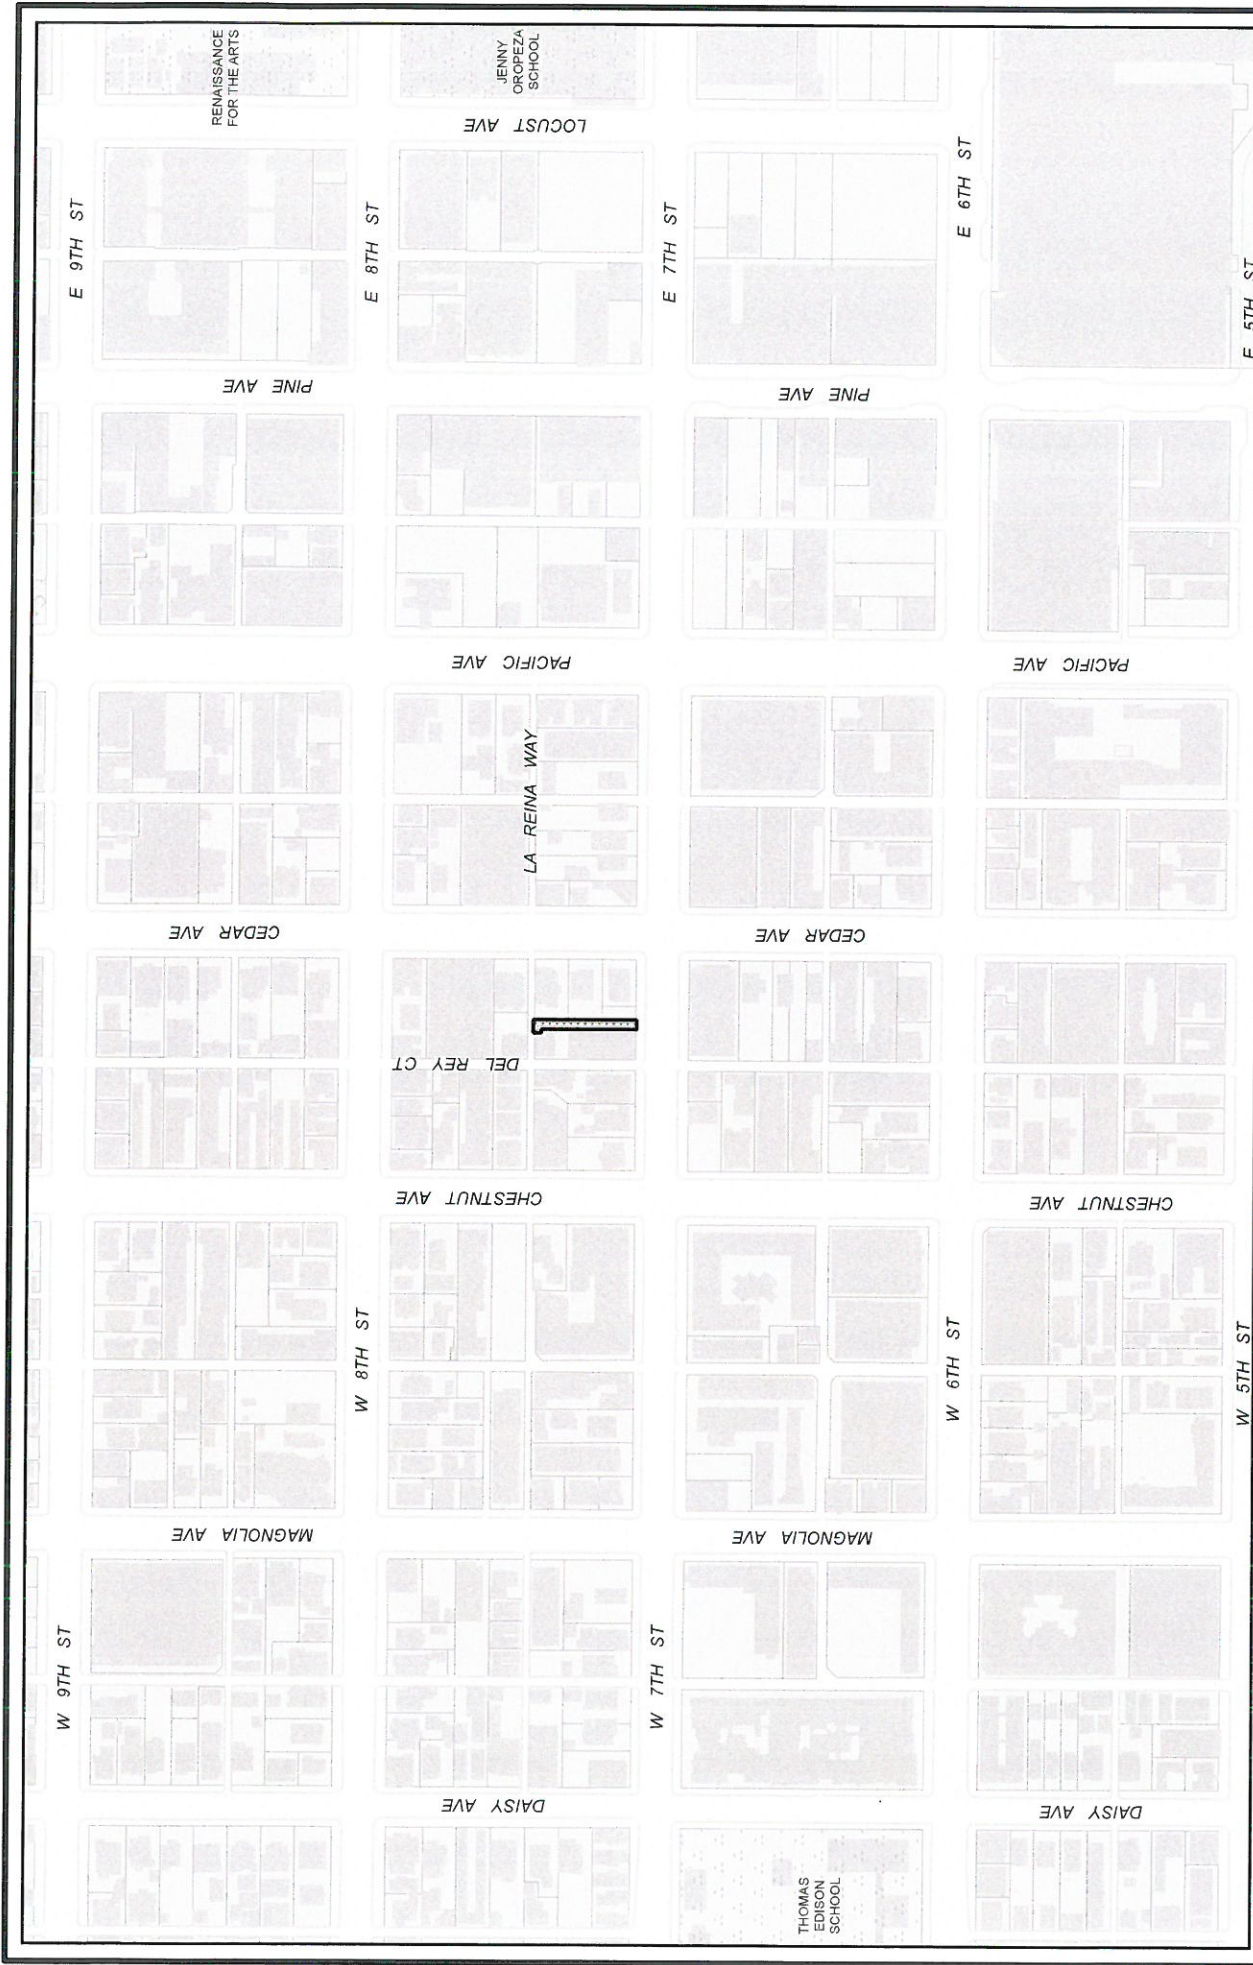 RENAISSANCE
FOR THE ARTS
JENNY
OROPEZA
SCHOOL
LOCUST AVE
E 9TH ST
E 8TH ST
E 7TH ST
E 6TH ST
E 5TH ST
PINE AVE
PINE AVE
PACIFIC AVE
PACIFIC AVE
LA REINA WAY
CEDAR AVE
CEDAR AVE
DEL REY CT
CHESTNUT AVE
CHESTNUT AVE
W 8TH ST
W 6TH ST
W 5TH ST
MAGNOLIA AVE
MAGNOLIA AVE
W 9TH ST
W 7TH ST
DAISY AVE
DAISY AVE
THOMAS
EDISON
SCHOOL